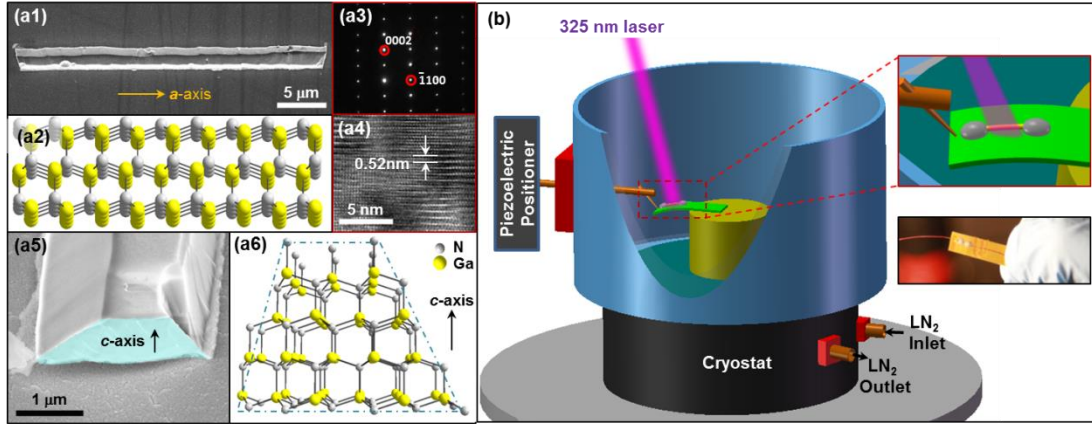 (a1)
a-axis
5 μm
(a2)
(a3)
0002
1̄100
(a4)
0.52nm
5 nm
(a5)
c-axis
1 μm
(a6)
N
Ga
c-axis
(b)
325 nm laser
Piezoelectric
Positioner
Cryostat
LN₂
Inlet
LN₂
Outlet